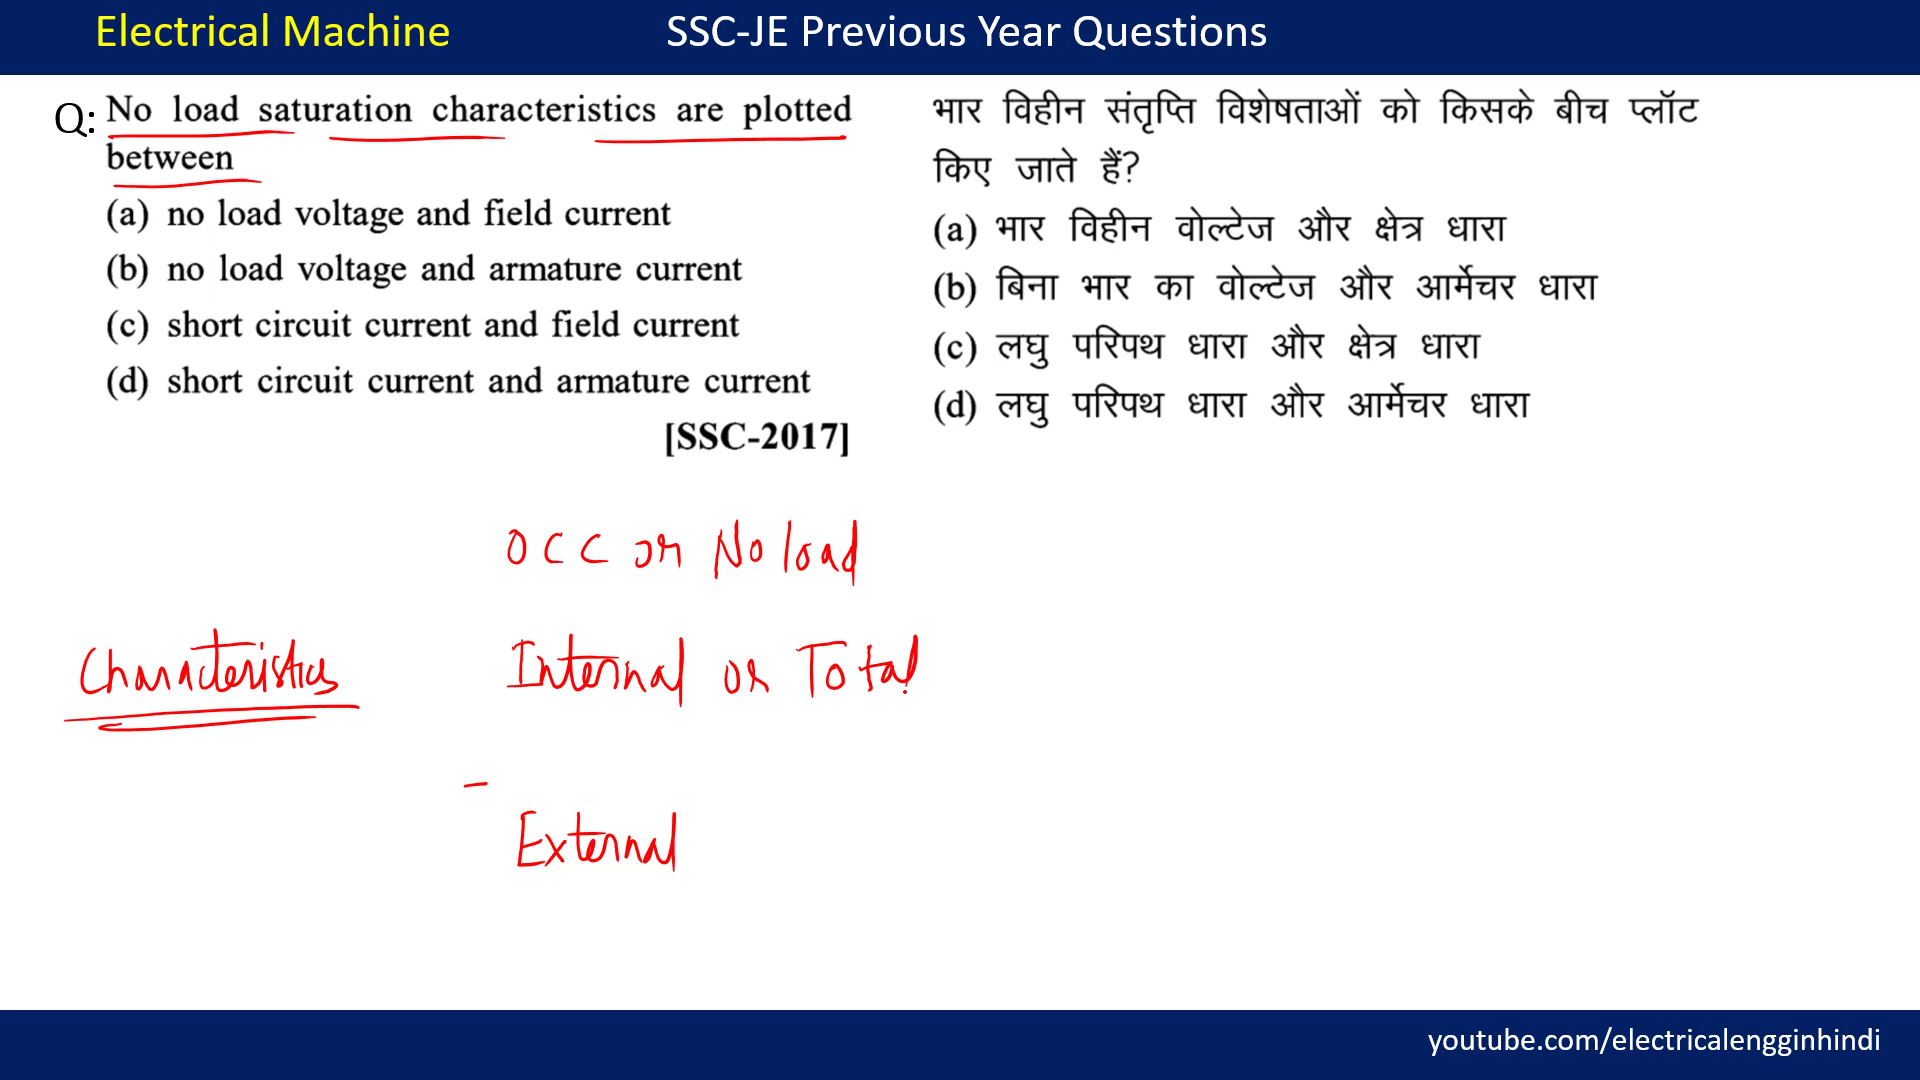 Electrical Machine
SSC-JE Previous Year Questions
Q: No load saturation characteristics are plotted
between
(a) no load voltage and field current
(b) no load voltage and armature current
(c) short circuit current and field current
(d) short circuit current and armature current
[SSC-2017]
भार विहीन संतृप्ति विशेषताओं को किसके बीच प्लॉट
किए जाते हैं?
(a) भार विहीन वोल्टेज और क्षेत्र धारा
(b) बिना भार का वोल्टेज और आर्मेचर धारा
(c) लघु परिपथ धारा और क्षेत्र धारा
(d) लघु परिपथ धारा और आर्मेचर धारा
OCC or No load
Characteristics
Internal or Total
External
youtube.com/electricalengginhindi